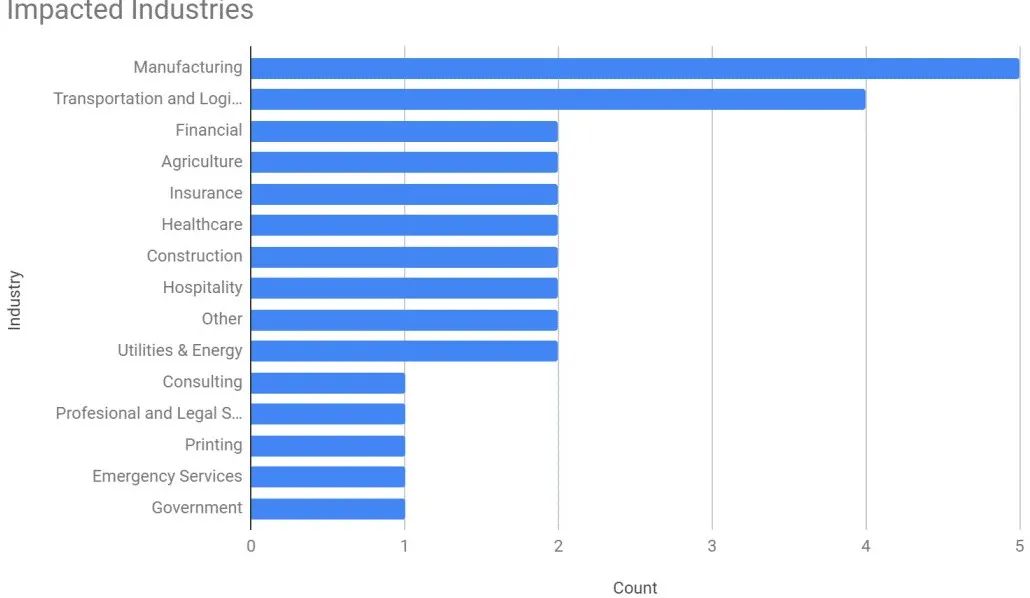 Impacted Industries
Manufacturing
Transportation and Logi...
Financial
Agriculture
Insurance
Healthcare
Construction
Hospitality
Other
Utilities & Energy
Consulting
Profesional and Legal S...
Printing
Emergency Services
Government
Industry
0 1 2 3 4 5
Count